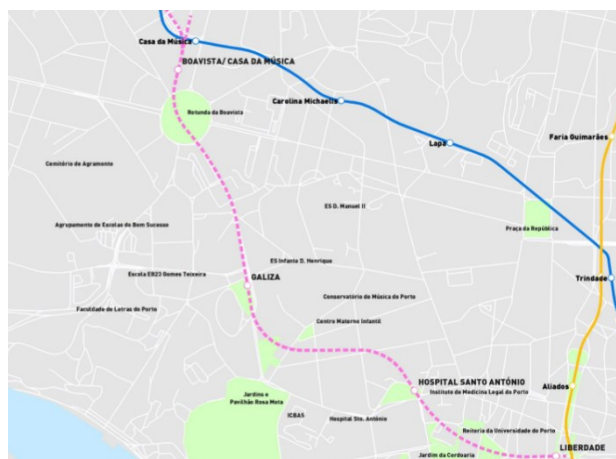 Casa da Música
BOAVISTA/ CASA DA MÚSICA
Carolina Michaelis
Rotunda da Boavista
Faria Guimarães
Lapa
Cemitério de Agramonte
ES D. Manuel II
Agrupamento de Escolas do Bom Sucesso
Praça da República
ES Infante D. Henrique
Escola EB23 Gomes Teixeira
GALIZA
Trindade
Conservatório de Música do Porto
Faculdade de Letras do Porto
Centro Materno Infantil
HOSPITAL SANTO ANTÓNIO
Aliados
Instituto de Medicina Legal do Porto
Jardins e
Pavilhão Rosa Mota
ICBAS
Hospital Sto. António
Reitoria da Universidade do Porto
LIBERDADE
Jardim da Cordoaria